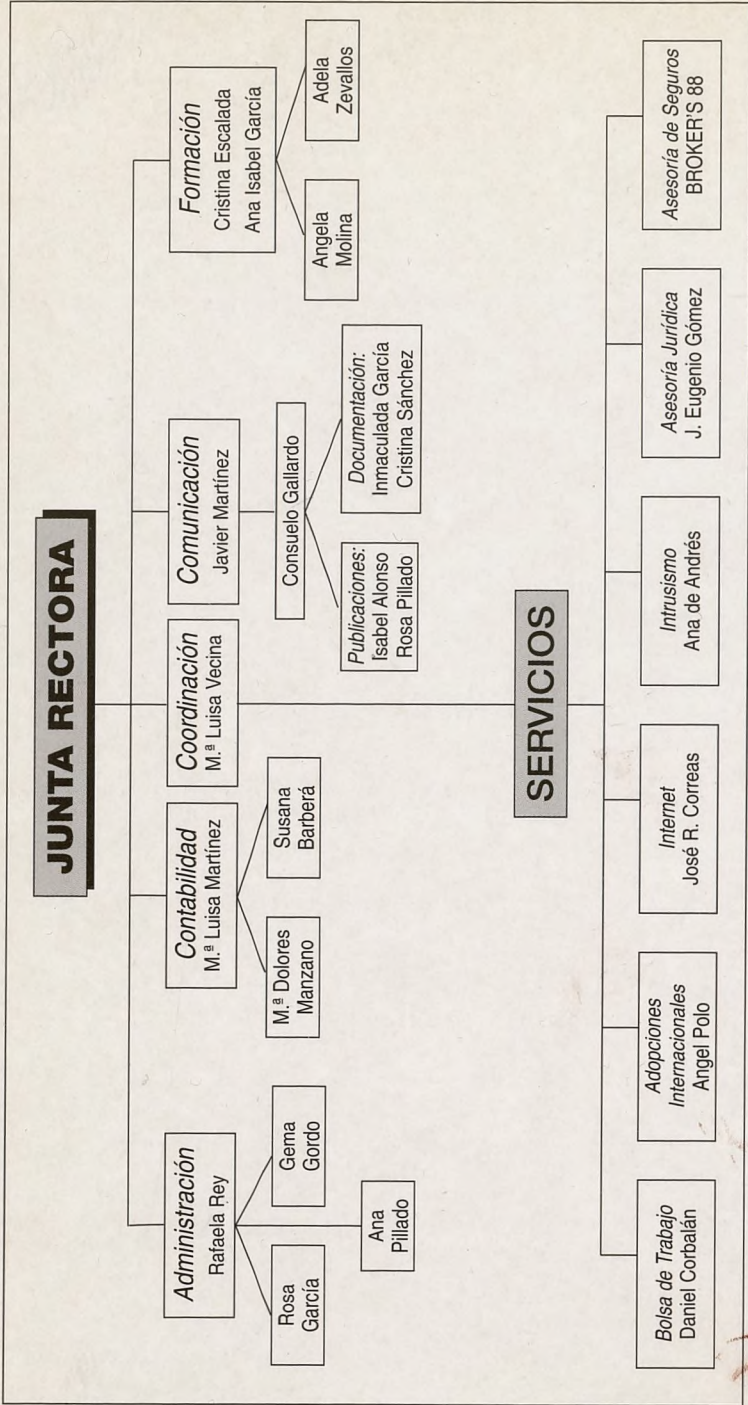 JUNTA RECTORA
Administración
Rafaela Rey
Rosa
García
Gema
Gordo
Ana
Pillado
Contabilidad
M.ª Luisa Martínez
M.ª Dolores
Manzano
Susana
Barberá
Coordinación
M.ª Luisa Vecina
Comunicación
Javier Martínez
Consuelo Gallardo
Publicaciones:
Isabel Alonso
Rosa Pillado
Documentación:
Inmaculada García
Cristina Sánchez
Formación
Cristina Escalada
Ana Isabel García
Angela
Molina
Adela
Zevallos
SERVICIOS
Bolsa de Trabajo
Daniel Corbalán
Adopciones
Internacionales
Angel Polo
Internet
José R. Correas
Intrusismo
Ana de Andrés
Asesoría Jurídica
J. Eugenio Gómez
Asesoría de Seguros
BROKER'S 88